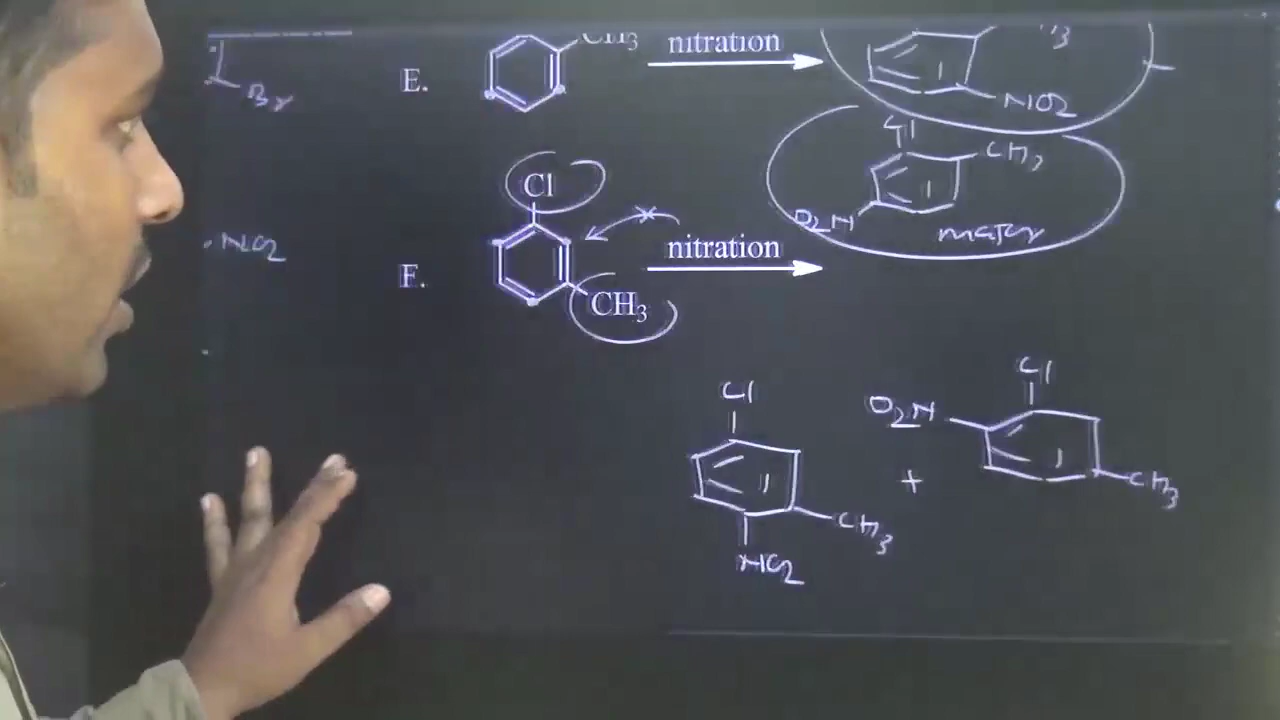 Br
E. CH3 nitration
NO2
Cl
CH3
O2N
major
NO2
Cl
F. nitration
CH3
Cl
CH3
NO2
+
Cl
O2N
CH3